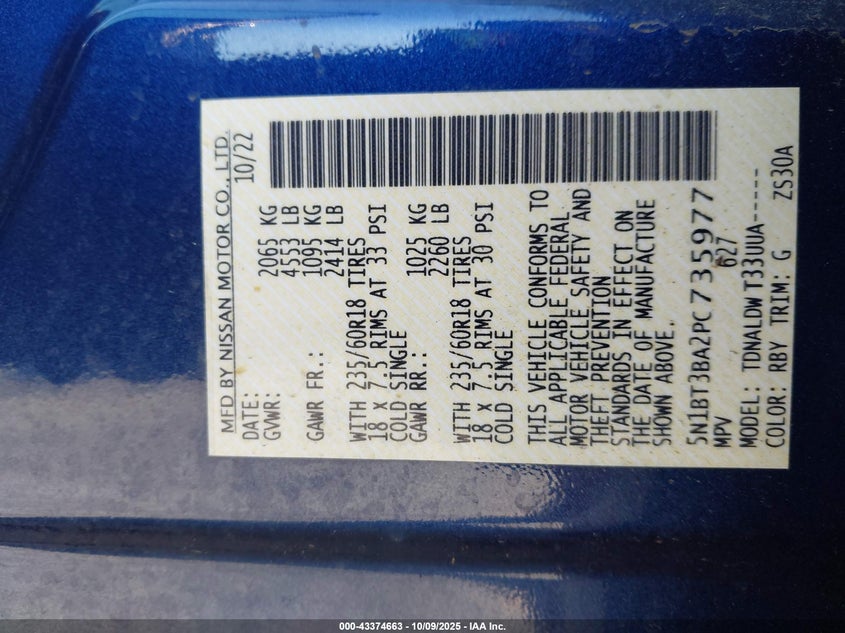 MFD BY NISSAN MOTOR CO., LTD.
DATE: 10/22
GVWR: 2065 KG
4553 LB
GAWR FR.: 1095 KG
2414 LB
WITH 235/60R18 TIRES
18 X 7.5 RIMS AT 33 PSI
COLD SINGLE
GAWR RR.: 1025 KG
2260 LB
WITH 235/60R18 TIRES
18 X 7.5 RIMS AT 30 PSI
COLD SINGLE
THIS VEHICLE CONFORMS TO
ALL APPLICABLE FEDERAL
MOTOR VEHICLE SAFETY AND
THEFT PREVENTION
STANDARDS IN EFFECT ON
THE DATE OF MANUFACTURE
SHOWN ABOVE.
5N1BT3BA2PC735977
MPV 627
MODEL: TDNALDWT33UUA-----
COLOR: RBY TRIM: G ZS30A
000-43374663 - 10/09/2025 - IAA Inc.